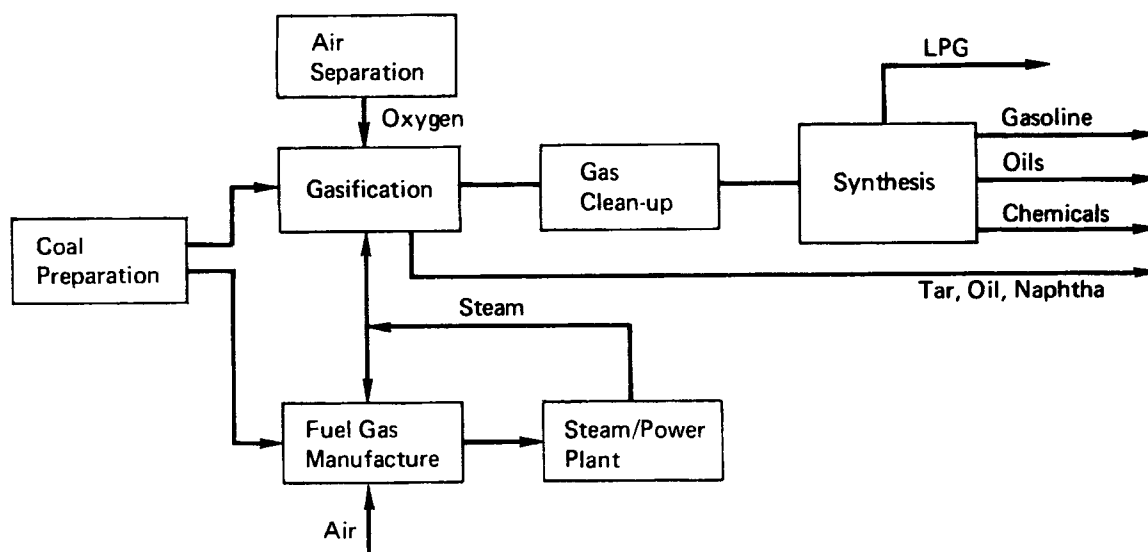 Air
Separation
LPG
Oxygen
Gasoline
Gasification
Gas
Clean-up
Synthesis
Oils
Chemicals
Coal
Preparation
Tar, Oil, Naphtha
Steam
Fuel Gas
Manufacture
Steam/Power
Plant
Air